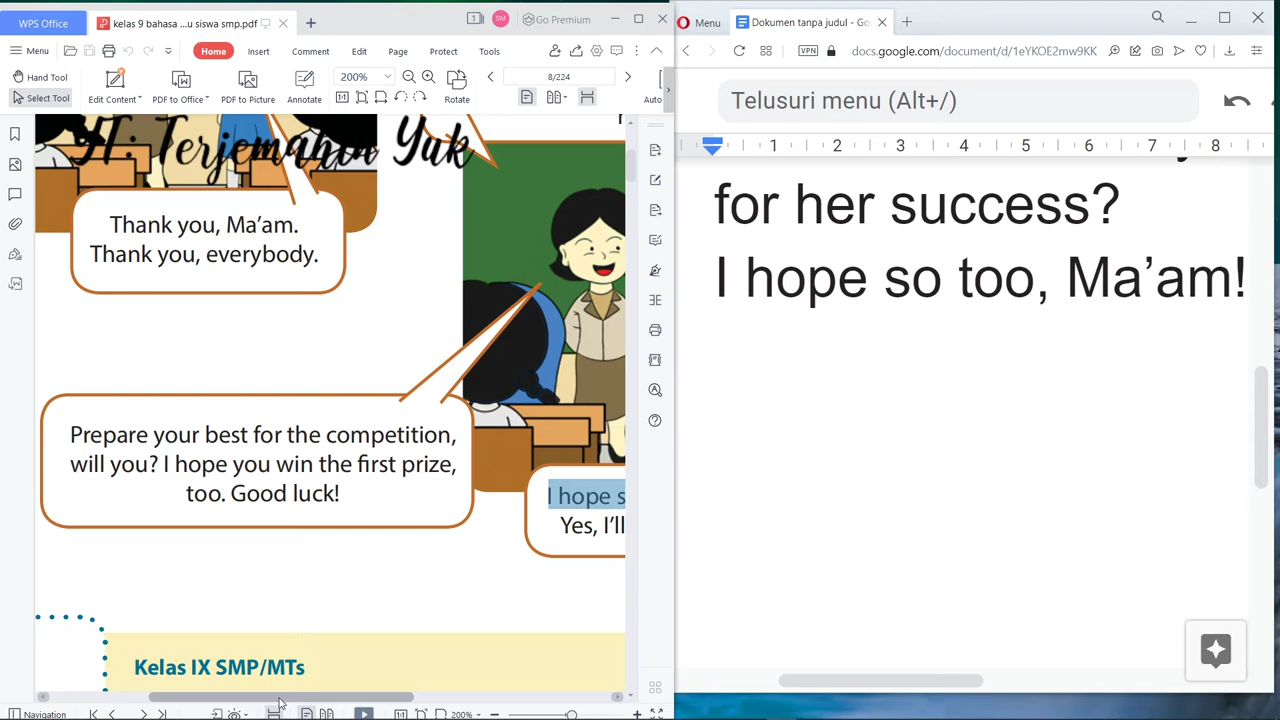 WPS Office
kelas 9 bahasa ...u siswa smp.pdf
1
SM
Go Premium
Menu
Home
Insert
Comment
Edit
Page
Protect
Tools
Hand Tool
Select Tool
Edit Content
PDF to Office
PDF to Picture
Annotate
200%
Rotate
8/224
Auto
JT: Terjemahin Yuk
Thank you, Ma’am.
Thank you, everybody.
Prepare your best for the competition,
will you? I hope you win the first prize,
too. Good luck!
I hope s
Yes, I’ll
Kelas IX SMP/MTs
Navigation
200%
Menu
Dokumen tanpa judul - Go
VPN
docs.google.com/document/d/1eYKOE2mw9KK
Telusuri menu (Alt+/)
1 2 3 4 5 6 7 8
for her success?
I hope so too, Ma’am!